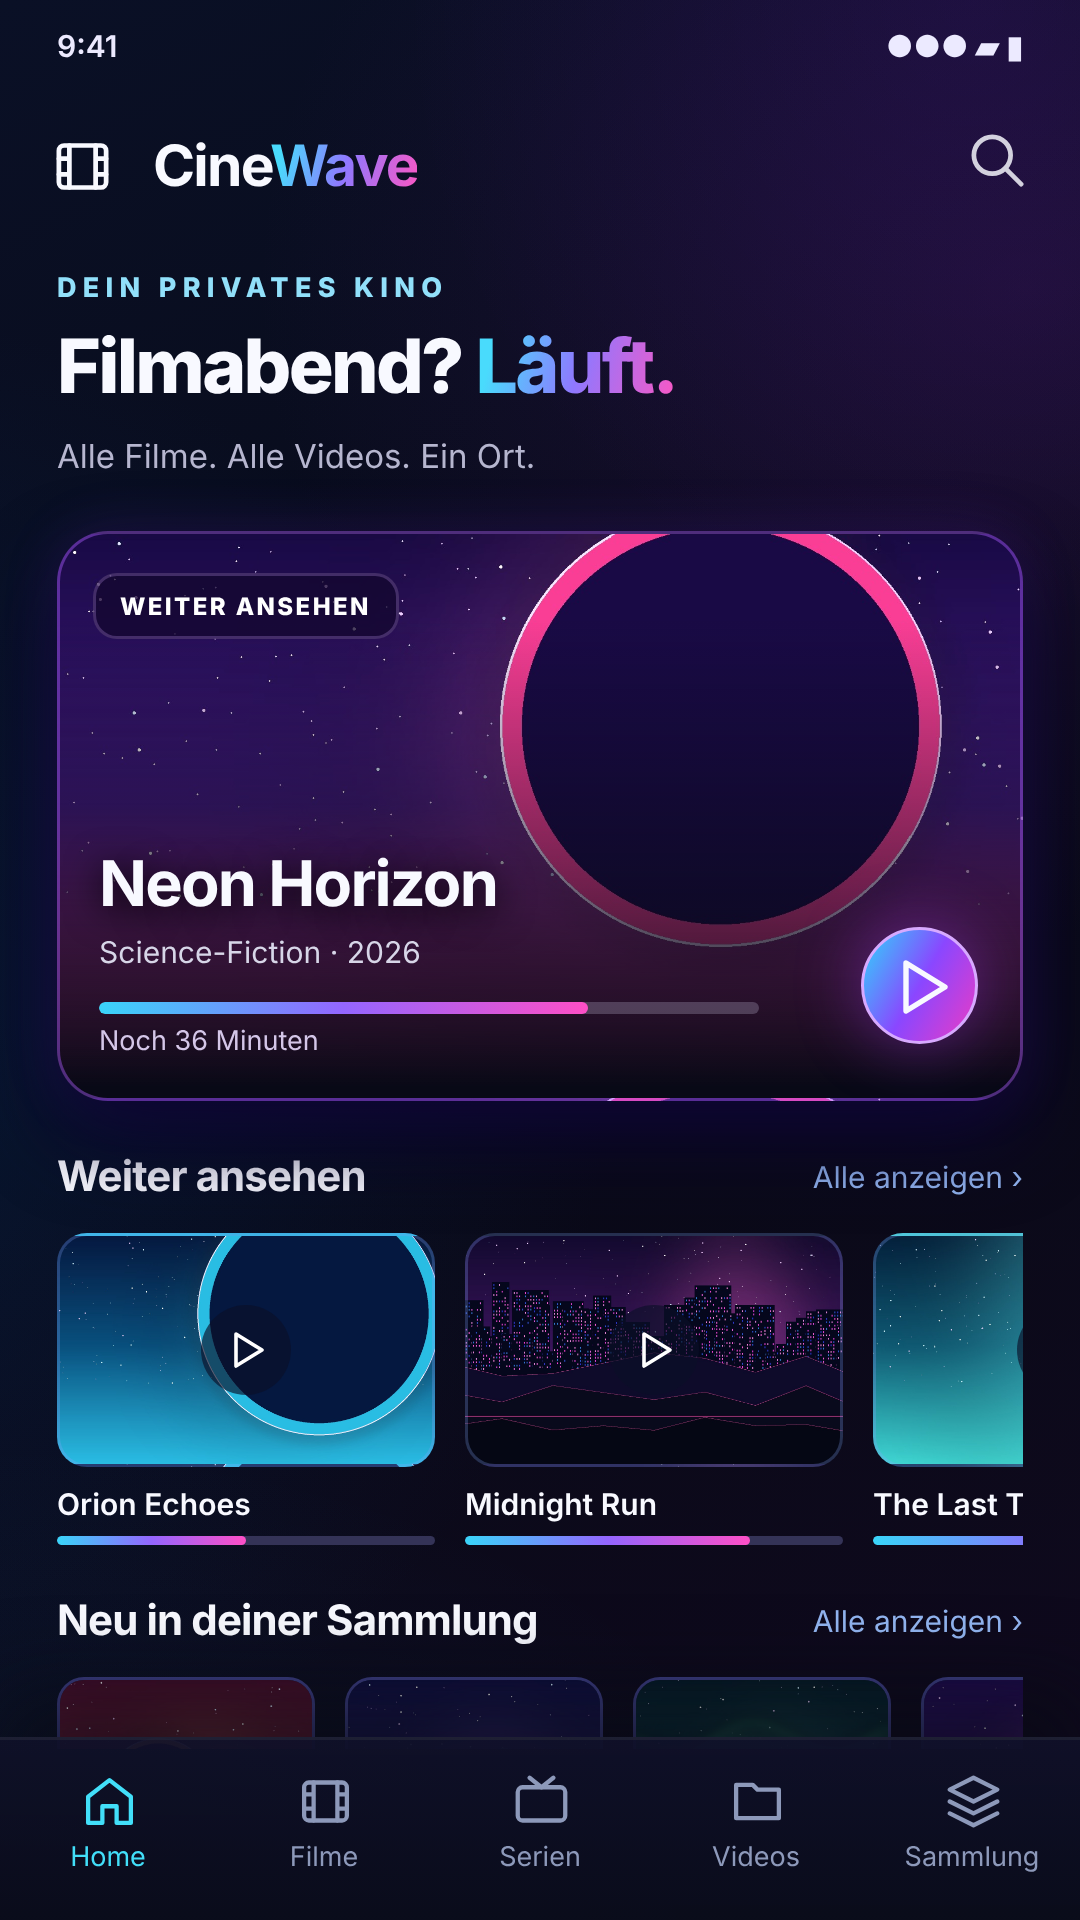 9:41
CineWave
DEIN PRIVATES KINO
Filmabend? Läuft.
Alle Filme. Alle Videos. Ein Ort.
WEITER ANSEHEN
Neon Horizon
Science-Fiction · 2026
Noch 36 Minuten
Weiter ansehen
Alle anzeigen ›
Orion Echoes
Midnight Run
The Last T
Neu in deiner Sammlung
Alle anzeigen ›
Home
Filme
Serien
Videos
Sammlung